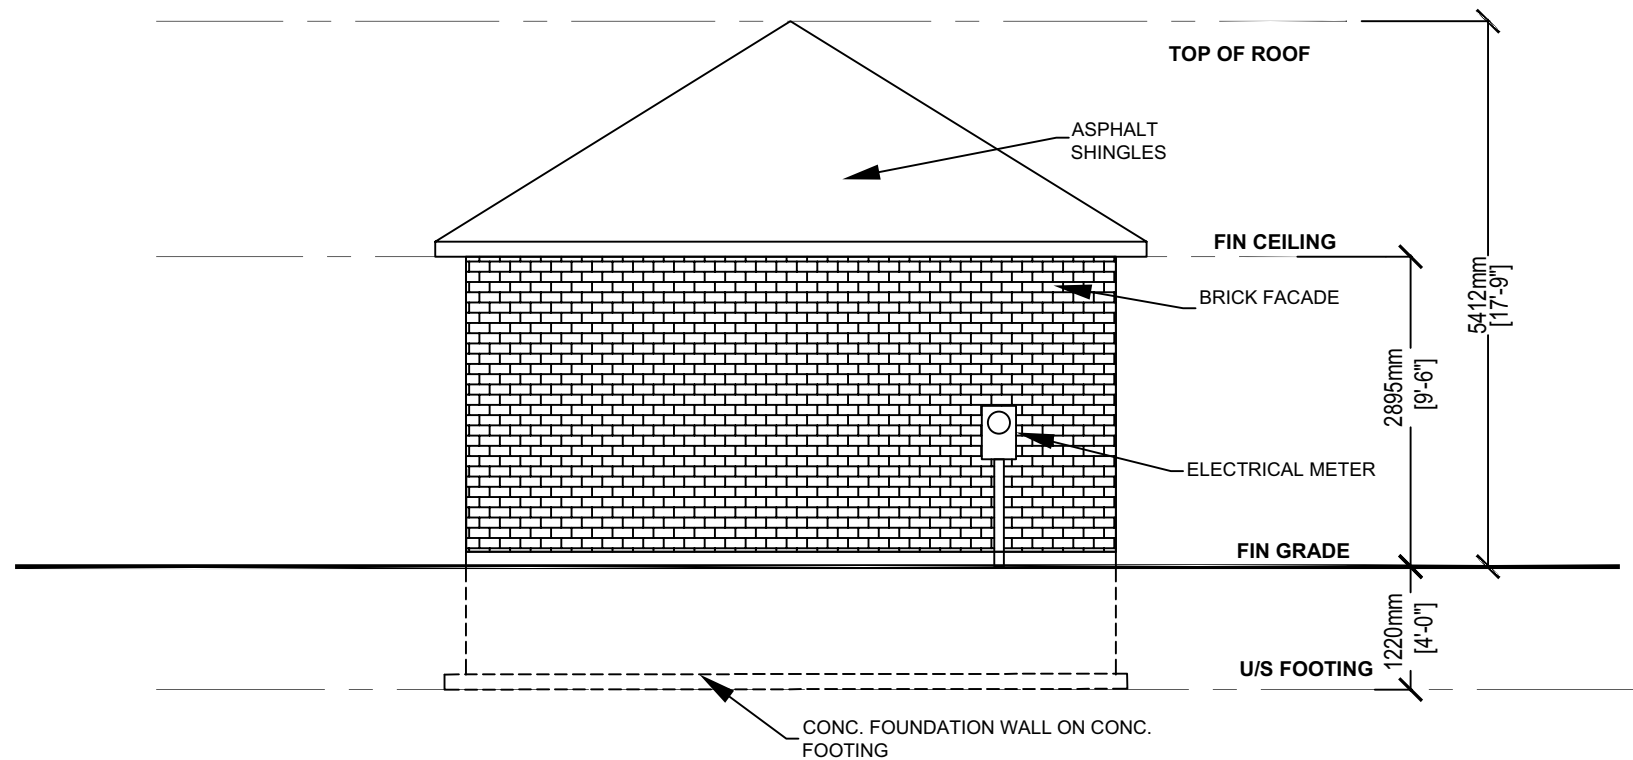 TOP OF ROOF
ASPHALT
SHINGLES
FIN CEILING
BRICK FACADE
5412mm
[17'-9"]
2895mm
[9'-6"]
ELECTRICAL METER
FIN GRADE
1220mm
[4'-0"]
U/S FOOTING
CONC. FOUNDATION WALL ON CONC.
FOOTING